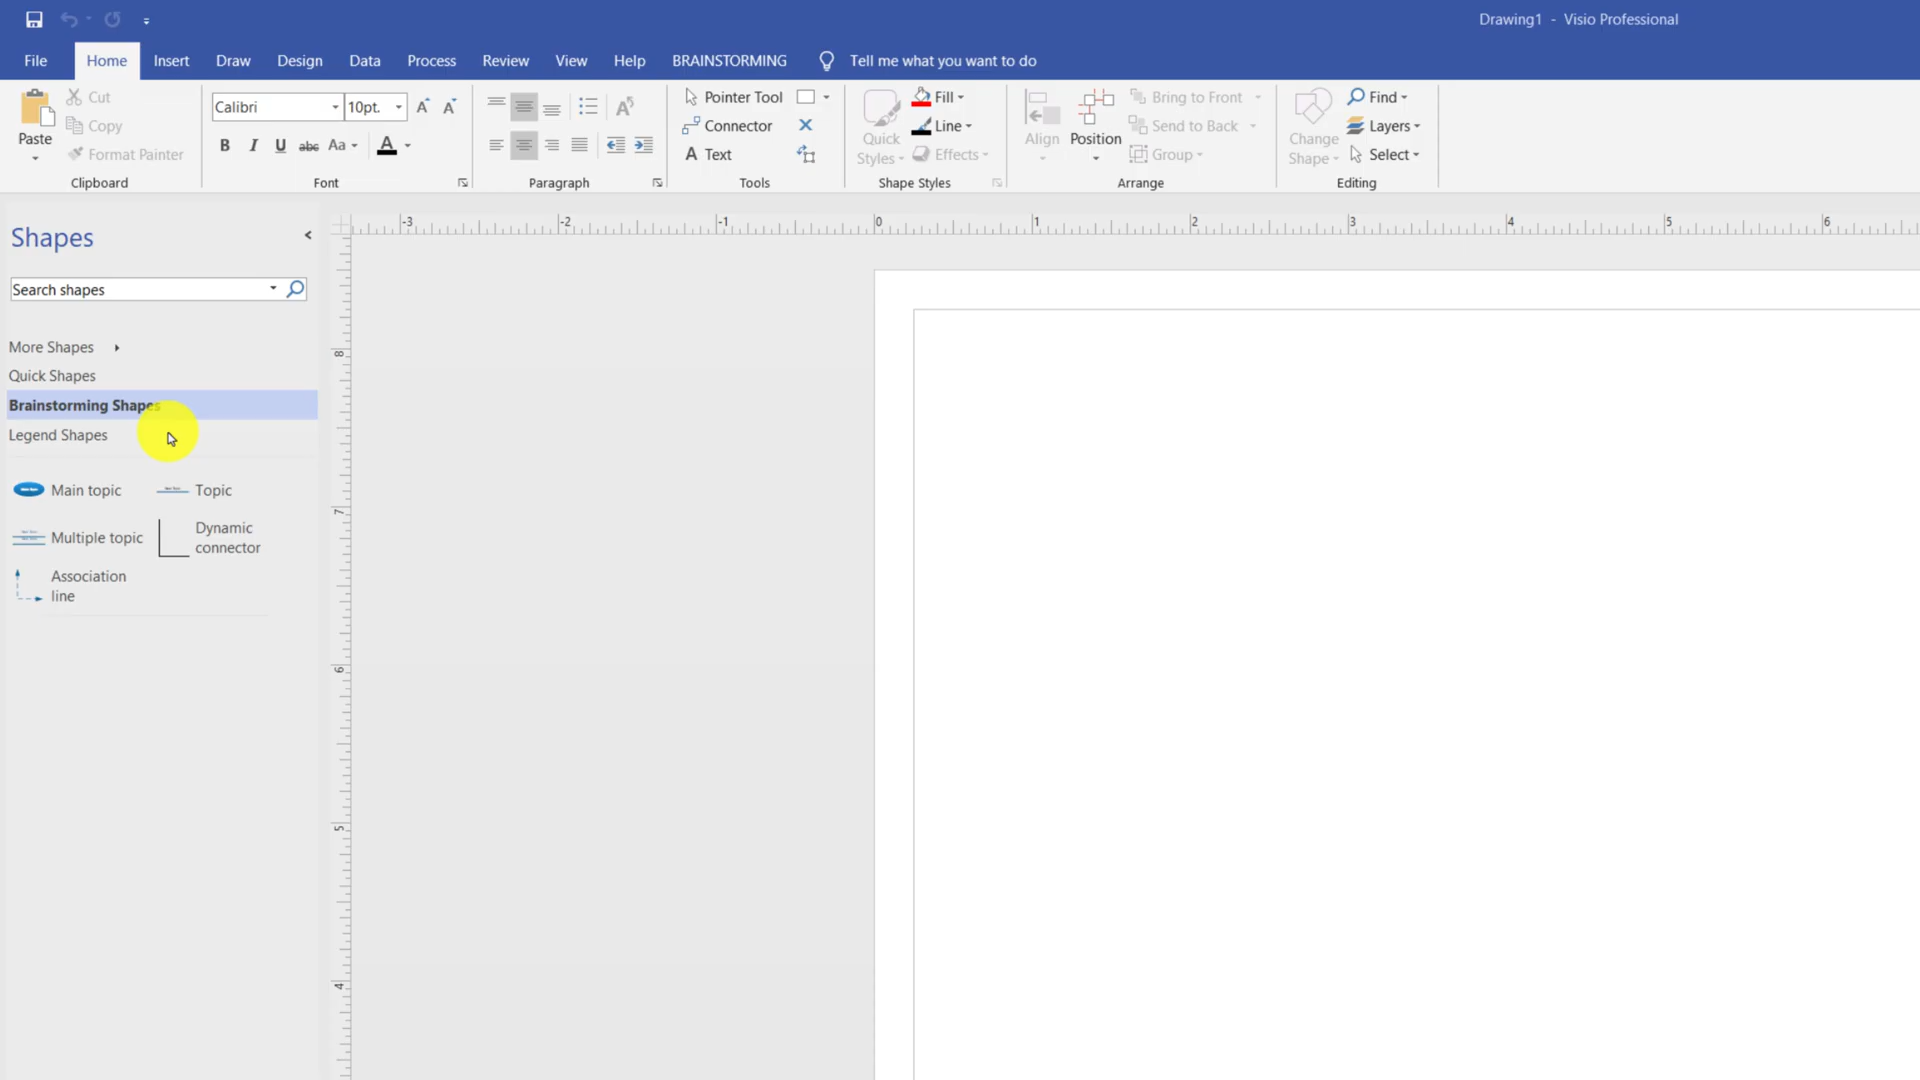 Drawing1 - Visio Professional
File Home Insert Draw Design Data Process Review View Help BRAINSTORMING Tell me what you want to do
Paste
Cut
Copy
Format Painter
Clipboard
Calibri 10pt.
B I U abc Aa A
Font
Paragraph
Pointer Tool
Connector
A Text
Tools
Quick Styles
Fill
Line
Effects
Shape Styles
Align
Position
Bring to Front
Send to Back
Group
Arrange
Change Shape
Find
Layers
Select
Editing
Shapes
Search shapes
More Shapes
Quick Shapes
Brainstorming Shapes
Legend Shapes
Main topic
Topic
Multiple topic
Dynamic connector
Association line
-3 -2 -1 0 1 2 3 4 5 6
8
7
6
5
4